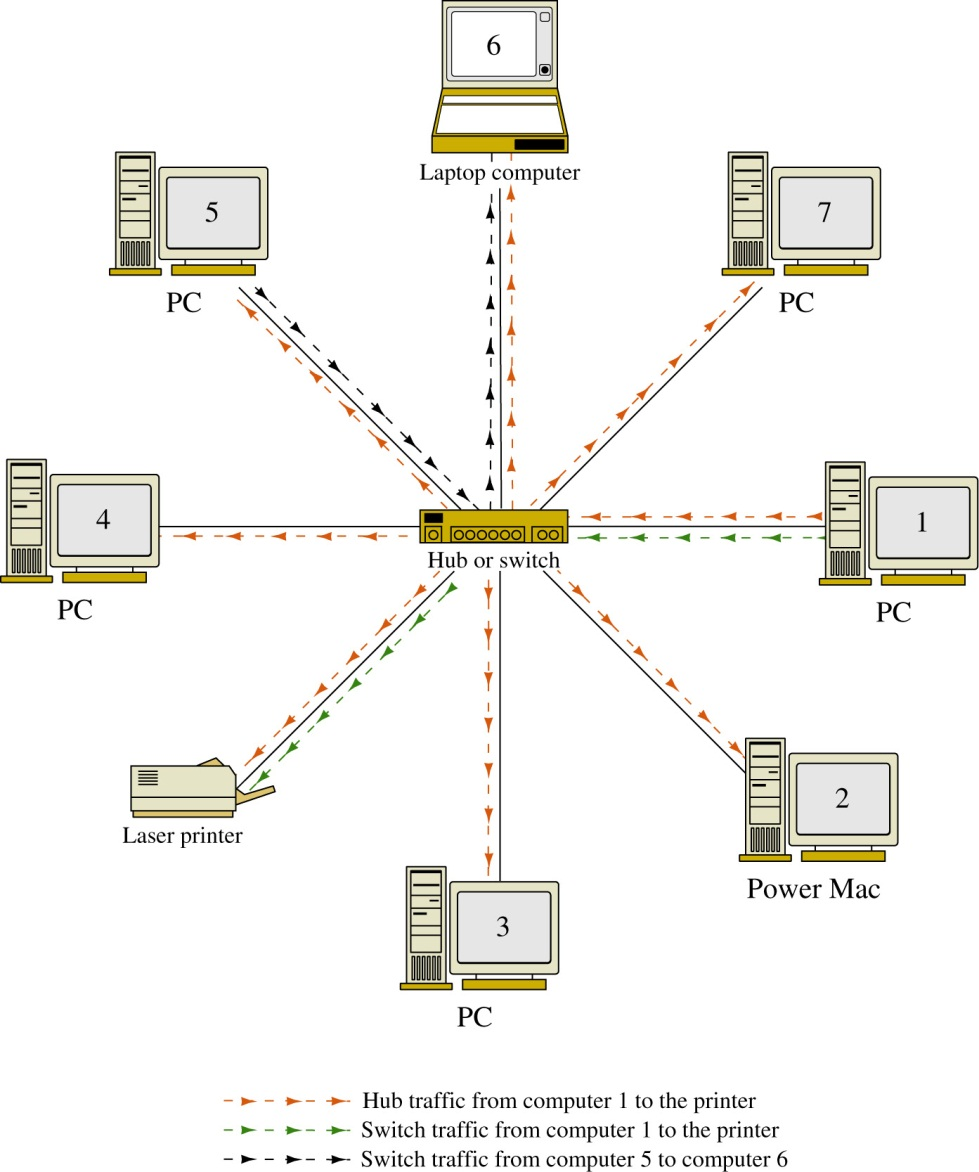 6
Laptop computer
5
PC
7
PC
4
PC
Hub or switch
1
PC
Laser printer
2
Power Mac
3
PC
Hub traffic from computer 1 to the printer
Switch traffic from computer 1 to the printer
Switch traffic from computer 5 to computer 6